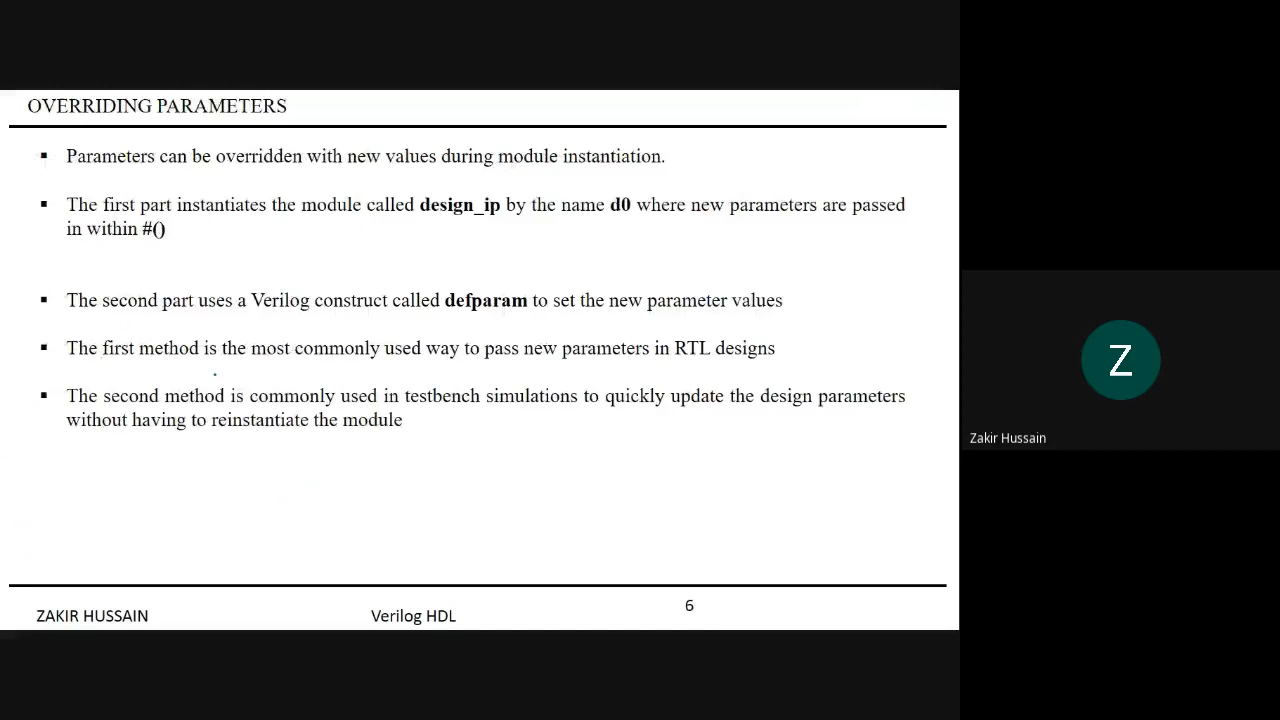 OVERRIDING PARAMETERS
▪ Parameters can be overridden with new values during module instantiation.
▪ The first part instantiates the module called design_ip by the name d0 where new parameters are passed
in within #()
▪ The second part uses a Verilog construct called defparam to set the new parameter values
▪ The first method is the most commonly used way to pass new parameters in RTL designs
▪ The second method is commonly used in testbench simulations to quickly update the design parameters
without having to reinstantiate the module
ZAKIR HUSSAIN
Verilog HDL
6
Z
Zakir Hussain